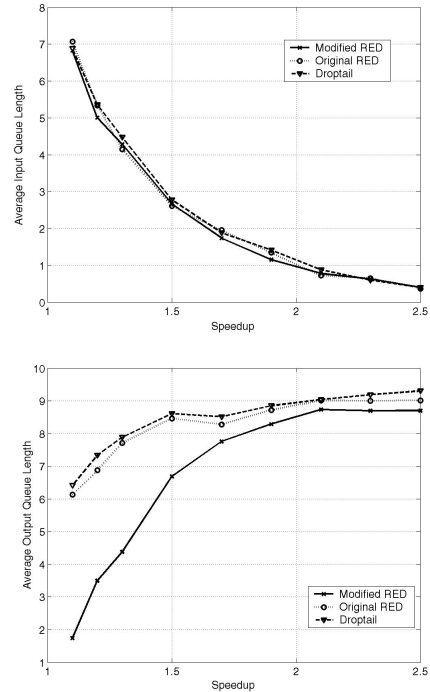 8
7
6
5
4
3
2
1
0
Average Input Queue Length
Modified RED
Original RED
Droptail
1
1.5
2
2.5
Speedup
10
9
8
7
6
5
4
3
2
1
Average Output Queue Length
Modified RED
Original RED
Droptail
1
1.5
2
2.5
Speedup